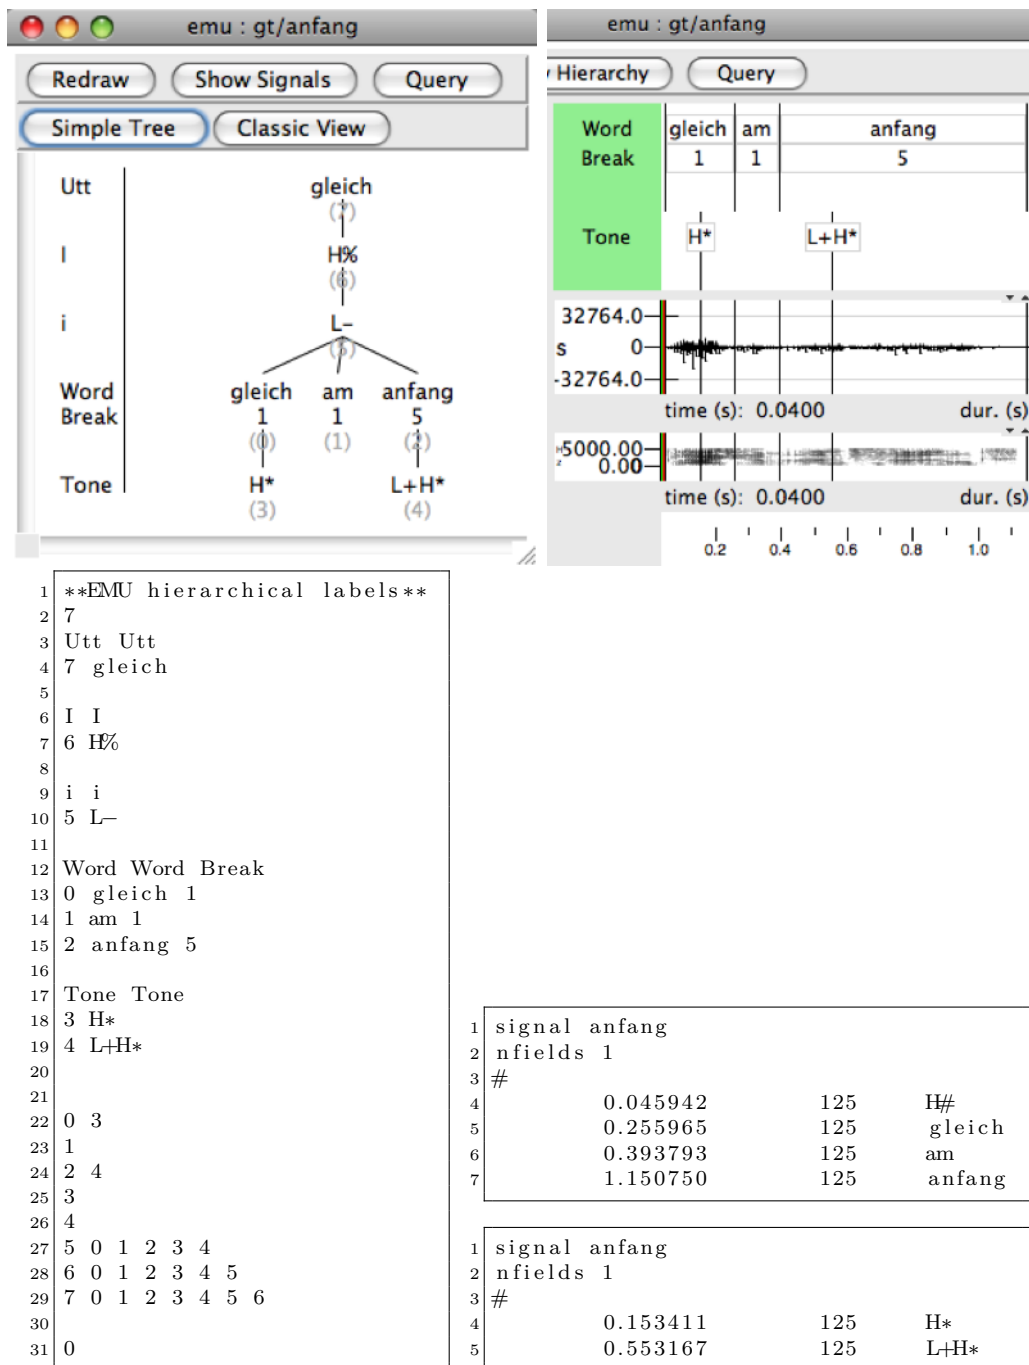 emu : gt/anfang
Redraw Show Signals Query
Simple Tree Classic View
Utt gleich
(7)
I H%
(6)
i L-
(5)
Word gleich am anfang
Break 1 1 5
(0) (1) (2)
Tone H* L+H*
(3) (4)
emu : gt/anfang
Hierarchy Query
Word gleich am anfang
Break 1 1 5
Tone H* L+H*
32764.0
s 0
-32764.0
time (s): 0.0400 dur. (s)
5000.00
0.00
time (s): 0.0400 dur. (s)
0.2 0.4 0.6 0.8 1.0
1 **EMU hierarchical labels**
2 7
3 Utt Utt
4 7 gleich
5
6 I I
7 6 H%
8
9 i i
10 5 L-
11
12 Word Word Break
13 0 gleich 1
14 1 am 1
15 2 anfang 5
16
17 Tone Tone
18 3 H*
19 4 L+H*
20
21
22 0 3
23 1
24 2 4
25 3
26 4
27 5 0 1 2 3 4
28 6 0 1 2 3 4 5
29 7 0 1 2 3 4 5 6
30
31 0
1 signal anfang
2 nfields 1
3 #
4 0.045942 125 H#
5 0.255965 125 gleich
6 0.393793 125 am
7 1.150750 125 anfang
1 signal anfang
2 nfields 1
3 #
4 0.153411 125 H*
5 0.553167 125 L+H*